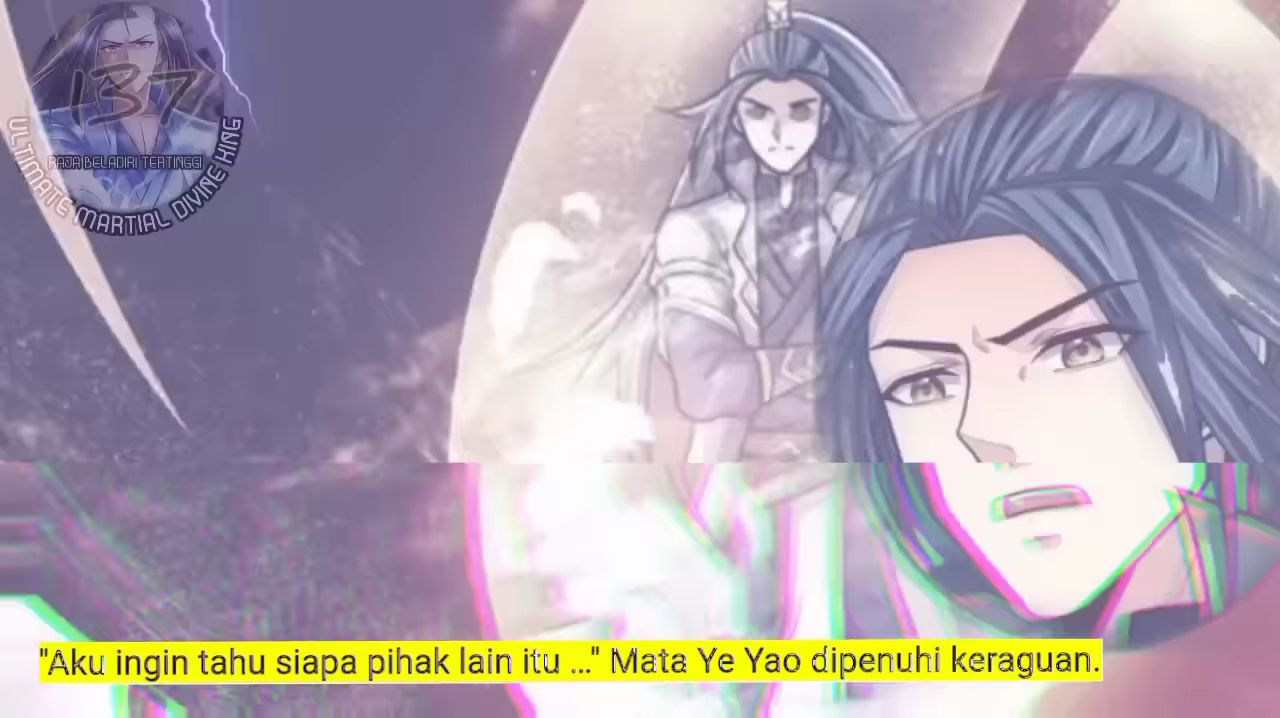 137
RAJA BELADIRI TERTINGGI
ULTIMATE MARTIAL DIVINE KING
"Aku ingin tahu siapa pihak lain itu ..." Mata Ye Yao dipenuhi keraguan.